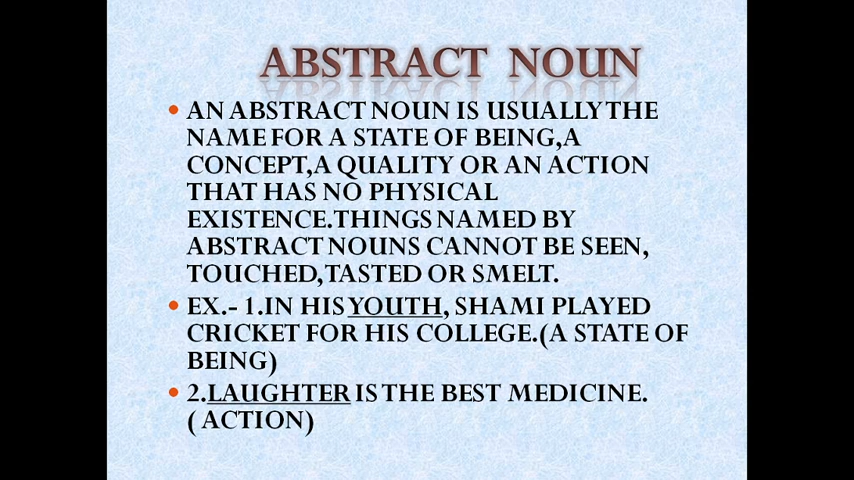 ABSTRACT NOUN
• AN ABSTRACT NOUN IS USUALLY THE
NAME FOR A STATE OF BEING,A
CONCEPT,A QUALITY OR AN ACTION
THAT HAS NO PHYSICAL
EXISTENCE.THINGS NAMED BY
ABSTRACT NOUNS CANNOT BE SEEN,
TOUCHED,TASTED OR SMELT.
• EX.- 1.IN HIS YOUTH, SHAMI PLAYED
CRICKET FOR HIS COLLEGE.(A STATE OF
BEING)
• 2.LAUGHTER IS THE BEST MEDICINE.
( ACTION)